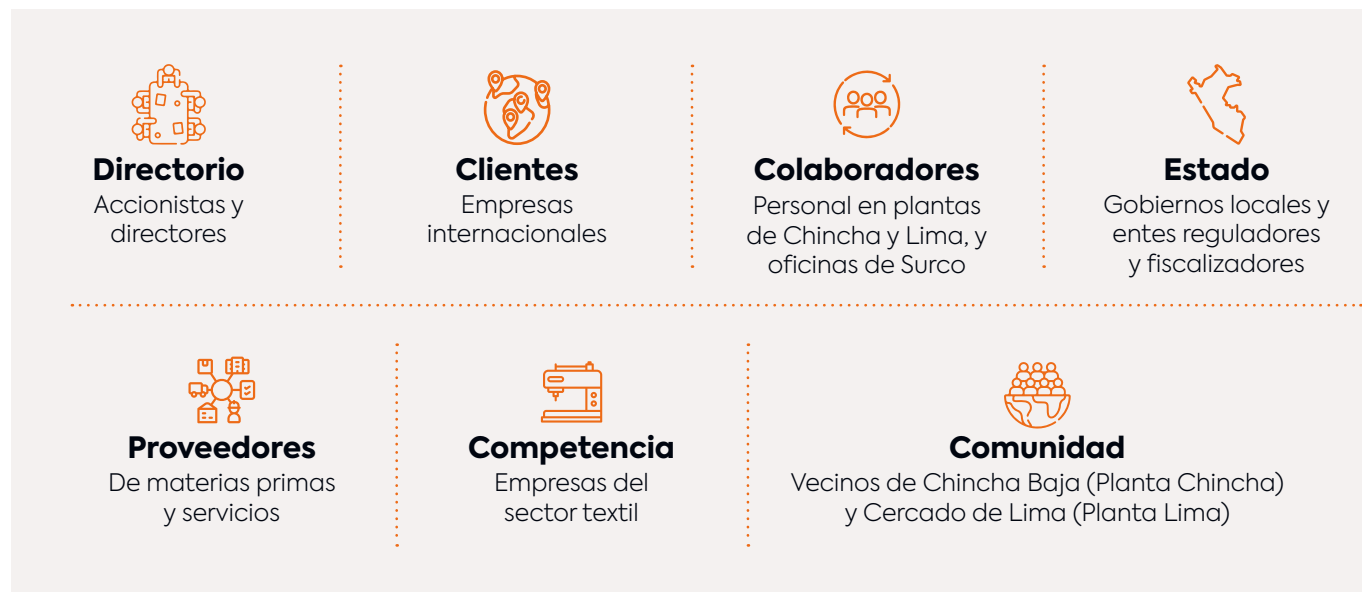 Directorio
Accionistas y
directores
Clientes
Empresas
internacionales
Colaboradores
Personal en plantas
de Chincha y Lima, y
oficinas de Surco
Estado
Gobiernos locales y
entes reguladores
y fiscalizadores
Proveedores
De materias primas
y servicios
Competencia
Empresas del
sector textil
Comunidad
Vecinos de Chincha Baja (Planta Chincha)
y Cercado de Lima (Planta Lima)